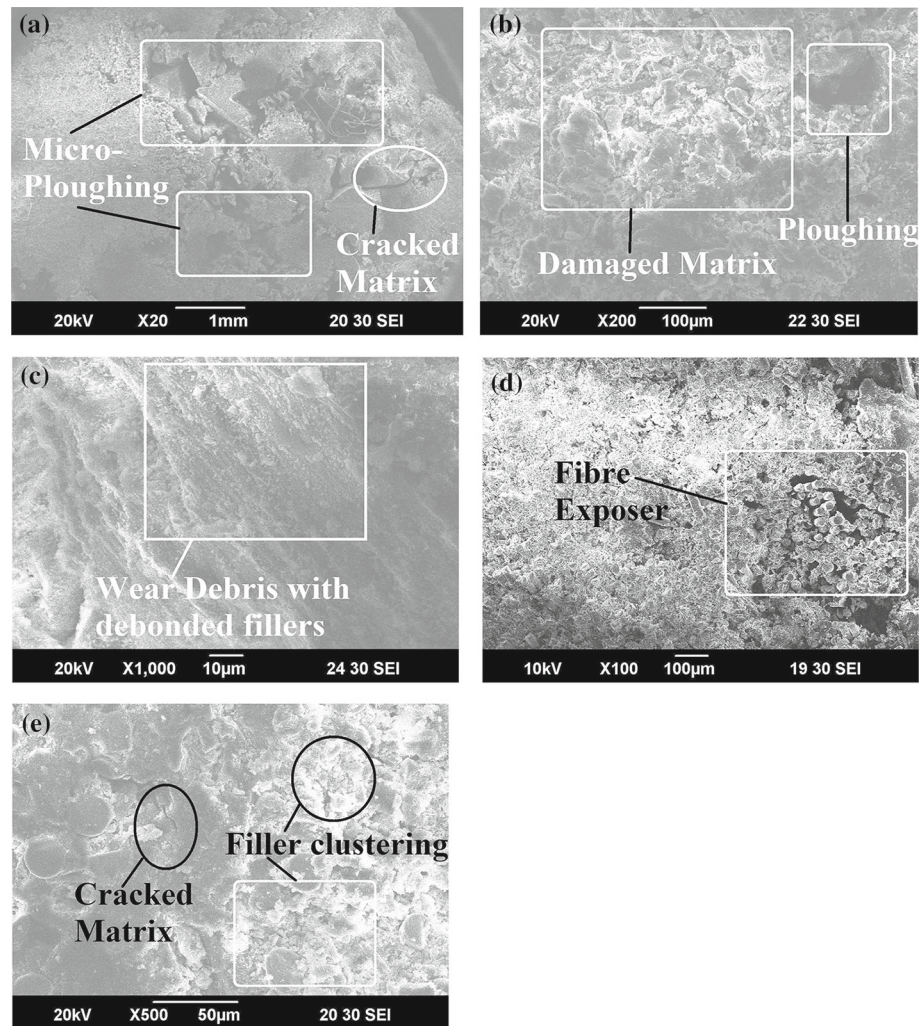 (a)
Micro-
Ploughing
Cracked
Matrix
20kV X20 1mm 20 30 SEI
(b)
Ploughing
Damaged Matrix
20kV X200 100µm 22 30 SEI
(c)
Wear Debris with
debonded fillers
20kV X1,000 10µm 24 30 SEI
(d)
Fibre
Exposer
10kV X100 100µm 19 30 SEI
(e)
Filler clustering
Cracked
Matrix
20kV X500 50µm 20 30 SEI